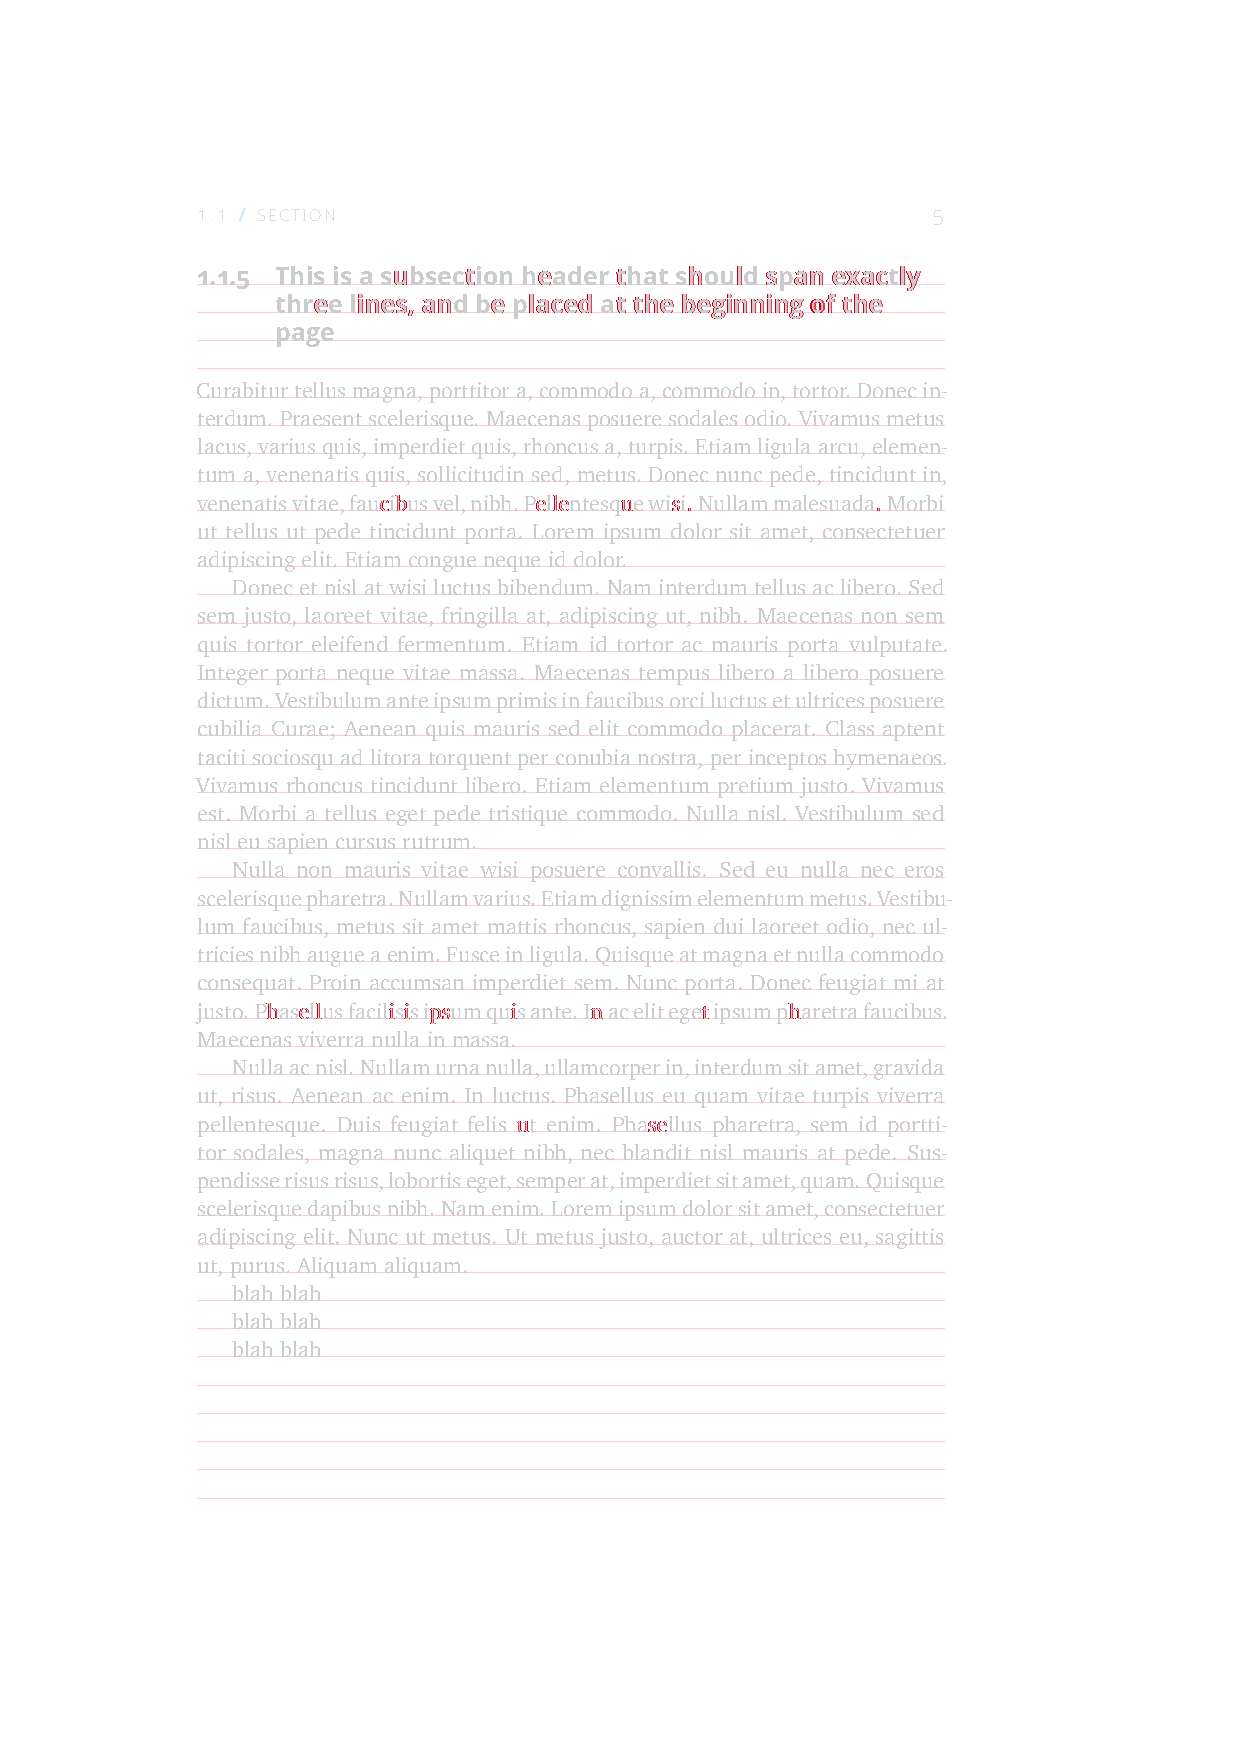 1.1 / SECTION 5
1.1.5 This is a subsection header that should span exactly
three lines, and be placed at the beginning of the
page
Curabitur tellus magna, porttitor a, commodo a, commodo in, tortor. Donec in-
terdum. Praesent scelerisque. Maecenas posuere sodales odio. Vivamus metus
lacus, varius quis, imperdiet quis, rhoncus a, turpis. Etiam ligula arcu, elemen-
tum a, venenatis quis, sollicitudin sed, metus. Donec nunc pede, tincidunt in,
venenatis vitae, faucibus vel, nibh. Pellentesque wisi. Nullam malesuada. Morbi
ut tellus ut pede tincidunt porta. Lorem ipsum dolor sit amet, consectetuer
adipiscing elit. Etiam congue neque id dolor.
Donec et nisl at wisi luctus bibendum. Nam interdum tellus ac libero. Sed
sem justo, laoreet vitae, fringilla at, adipiscing ut, nibh. Maecenas non sem
quis tortor eleifend fermentum. Etiam id tortor ac mauris porta vulputate.
Integer porta neque vitae massa. Maecenas tempus libero a libero posuere
dictum. Vestibulum ante ipsum primis in faucibus orci luctus et ultrices posuere
cubilia Curae; Aenean quis mauris sed elit commodo placerat. Class aptent
taciti sociosqu ad litora torquent per conubia nostra, per inceptos hymenaeos.
Vivamus rhoncus tincidunt libero. Etiam elementum pretium justo. Vivamus
est. Morbi a tellus eget pede tristique commodo. Nulla nisl. Vestibulum sed
nisl eu sapien cursus rutrum.
Nulla non mauris vitae wisi posuere convallis. Sed eu nulla nec eros
scelerisque pharetra. Nullam varius. Etiam dignissim elementum metus. Vestibu-
lum faucibus, metus sit amet mattis rhoncus, sapien dui laoreet odio, nec ul-
tricies nibh augue a enim. Fusce in ligula. Quisque at magna et nulla commodo
consequat. Proin accumsan imperdiet sem. Nunc porta. Donec feugiat mi at
justo. Phasellus facilisis ipsum quis ante. In ac elit eget ipsum pharetra faucibus.
Maecenas viverra nulla in massa.
Nulla ac nisl. Nullam urna nulla, ullamcorper in, interdum sit amet, gravida
ut, risus. Aenean ac enim. In luctus. Phasellus eu quam vitae turpis viverra
pellentesque. Duis feugiat felis ut enim. Phasellus pharetra, sem id portti-
tor sodales, magna nunc aliquet nibh, nec blandit nisl mauris at pede. Sus-
pendisse risus risus, lobortis eget, semper at, imperdiet sit amet, quam. Quisque
scelerisque dapibus nibh. Nam enim. Lorem ipsum dolor sit amet, consectetuer
adipiscing elit. Nunc ut metus. Ut metus justo, auctor at, ultrices eu, sagittis
ut, purus. Aliquam aliquam.
blah blah
blah blah
blah blah